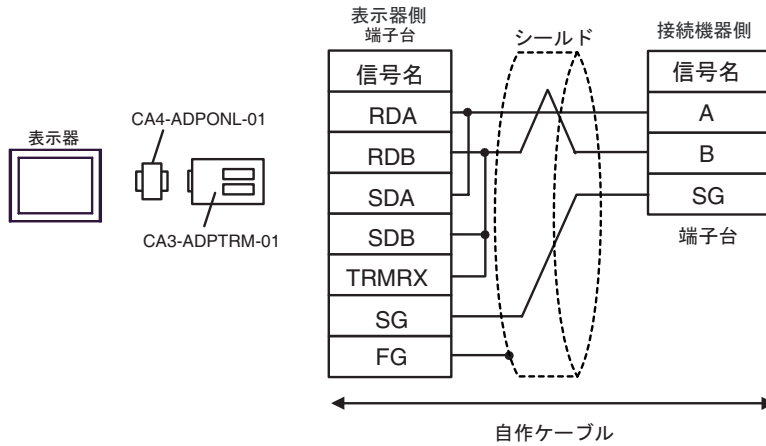 表示器
CA4-ADPONL-01
CA3-ADPTRM-01
表示器側
端子台
信号名
RDA
RDB
SDA
SDB
TRMRX
SG
FG
シールド
接続機器側
信号名
A
B
SG
端子台
自作ケーブル